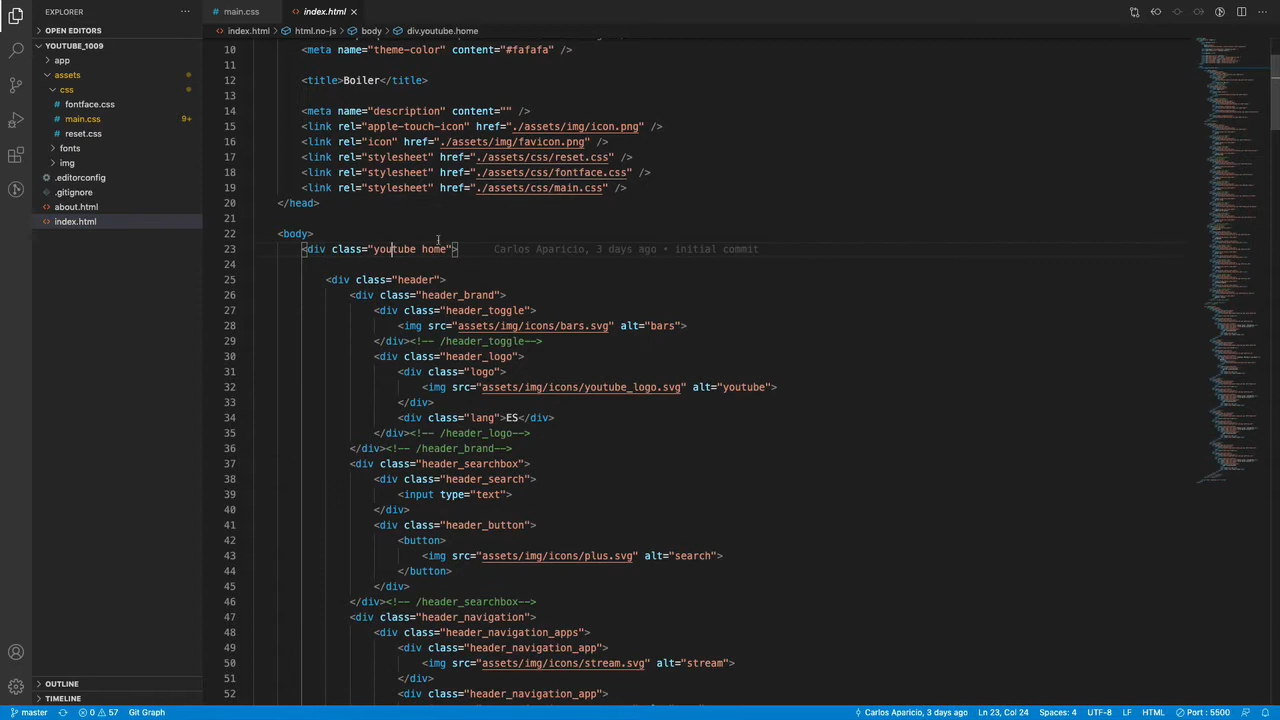 EXPLORER
OPEN EDITORS
YOUTUBE_1009
app
assets
css
fontface.css
main.css 9+
reset.css
fonts
img
.editorconfig
.gitignore
about.html
index.html
OUTLINE
TIMELINE
main.css
index.html
index.html html.no-js body div.youtube.home
10 <meta name="theme-color" content="#fafafa" />
11
12 <title>Boiler</title>
13
14 <meta name="description" content="" />
15 <link rel="apple-touch-icon" href="./assets/img/icon.png" />
16 <link rel="icon" href="./assets/img/favicon.png" />
17 <link rel="stylesheet" href="./assets/css/reset.css" />
18 <link rel="stylesheet" href="./assets/css/fontface.css" />
19 <link rel="stylesheet" href="./assets/css/main.css" />
20 </head>
21
22 <body>
23 <div class="youtube home"> Carlos Aparicio, 3 days ago • initial commit
24
25 <div class="header">
26 <div class="header_brand">
27 <div class="header_toggle">
28 <img src="assets/img/icons/bars.svg" alt="bars">
29 </div><!-- /header_toggle-->
30 <div class="header_logo">
31 <div class="logo">
32 <img src="assets/img/icons/youtube_logo.svg" alt="youtube">
33 </div>
34 <div class="lang">ES</div>
35 </div><!-- /header_logo-->
36 </div><!-- /header_brand-->
37 <div class="header_searchbox">
38 <div class="header_search">
39 <input type="text">
40 </div>
41 <div class="header_button">
42 <button>
43 <img src="assets/img/icons/plus.svg" alt="search">
44 </button>
45 </div>
46 </div><!-- /header_searchbox-->
47 <div class="header_navigation">
48 <div class="header_navigation_apps">
49 <div class="header_navigation_app">
50 <img src="assets/img/icons/stream.svg" alt="stream">
51 </div>
52 <div class="header_navigation_app">
master 0 57 Git Graph Carlos Aparicio, 3 days ago Ln 23, Col 24 Spaces: 4 UTF-8 LF HTML Port : 5500